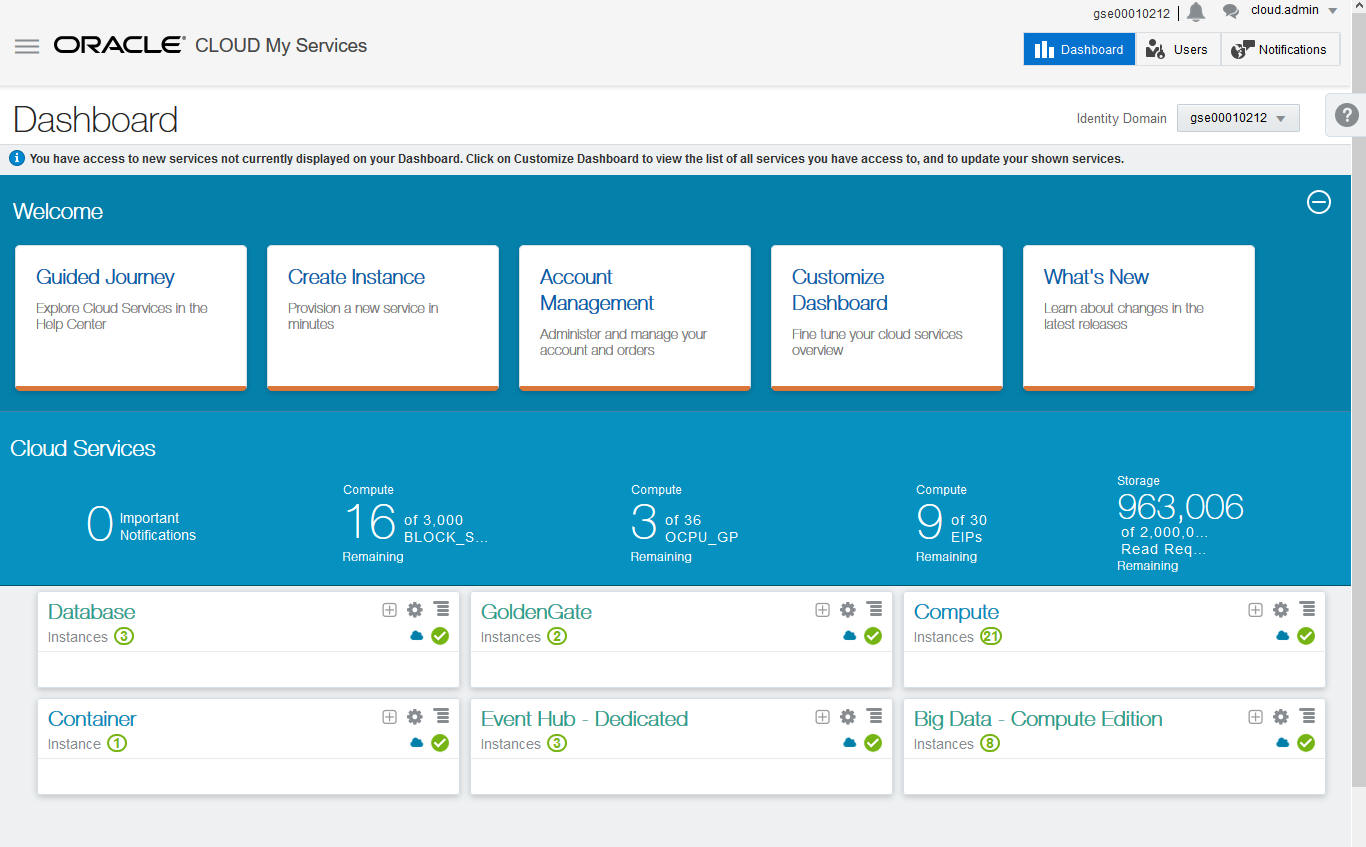 gse00010212 | cloud.admin
ORACLE® CLOUD My Services
Dashboard Users Notifications
Dashboard
Identity Domain gse00010212
?
i You have access to new services not currently displayed on your Dashboard. Click on Customize Dashboard to view the list of all services you have access to, and to update your shown services.
Welcome
Guided Journey
Explore Cloud Services in the
Help Center
Create Instance
Provision a new service in
minutes
Account
Management
Administer and manage your
account and orders
Customize
Dashboard
Fine tune your cloud services
overview
What's New
Learn about changes in the
latest releases
Cloud Services
0 Important
Notifications
Compute
16 of 3,000
BLOCK_S...
Remaining
Compute
3 of 36
OCPU_GP
Remaining
Compute
9 of 30
EIPs
Remaining
Storage
963,006
of 2,000,0...
Read Req...
Remaining
Database
Instances 3
GoldenGate
Instances 2
Compute
Instances 21
Container
Instance 1
Event Hub - Dedicated
Instances 3
Big Data - Compute Edition
Instances 8